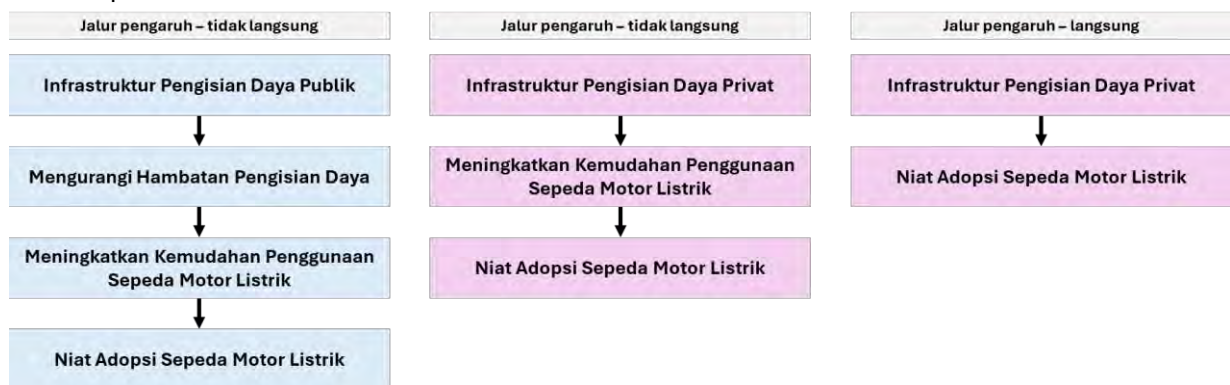 Jalur pengaruh – tidak langsung
Infrastruktur Pengisian Daya Publik
Mengurangi Hambatan Pengisian Daya
Meningkatkan Kemudahan Penggunaan
Sepeda Motor Listrik
Niat Adopsi Sepeda Motor Listrik
Jalur pengaruh – tidak langsung
Infrastruktur Pengisian Daya Privat
Meningkatkan Kemudahan Penggunaan
Sepeda Motor Listrik
Niat Adopsi Sepeda Motor Listrik
Jalur pengaruh – langsung
Infrastruktur Pengisian Daya Privat
Niat Adopsi Sepeda Motor Listrik